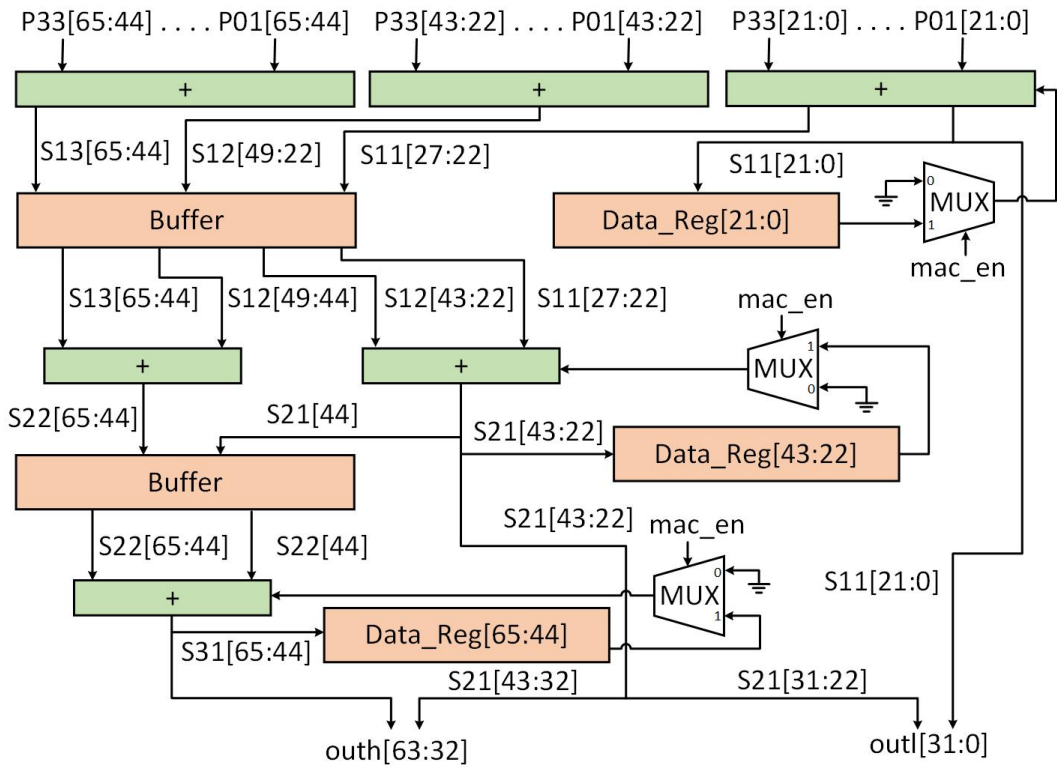 P33[65:44] . . . . P01[65:44]
P33[43:22] . . . . P01[43:22]
P33[21:0] . . . . P01[21:0]
+
+
+
S13[65:44]
S12[49:22]
S11[27:22]
S11[21:0]
0
MUX
1
Buffer
Data_Reg[21:0]
mac_en
S13[65:44]
S12[49:44]
S12[43:22]
S11[27:22]
mac_en
+
+
1
MUX
0
S22[65:44]
S21[44]
S21[43:22]
Data_Reg[43:22]
Buffer
S22[65:44]
S22[44]
S21[43:22]
mac_en
0
MUX
1
S11[21:0]
+
S31[65:44]
Data_Reg[65:44]
S21[43:32]
S21[31:22]
outh[63:32]
outl[31:0]